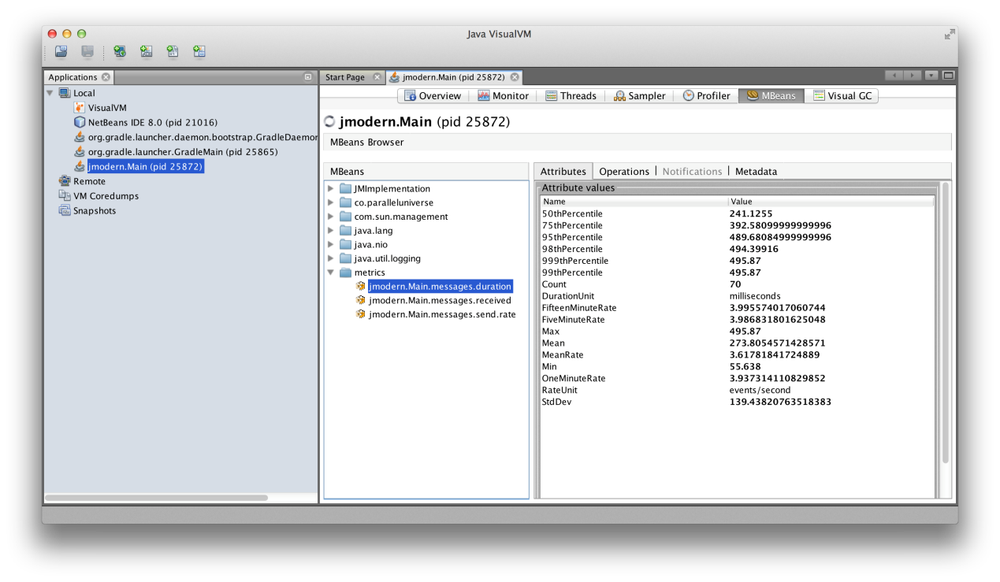 Java VisualVM
Applications
Start Page
jmodern.Main (pid 25872)
Local
VisualVM
NetBeans IDE 8.0 (pid 21016)
org.gradle.launcher.daemon.bootstrap.GradleDaemor
org.gradle.launcher.GradleMain (pid 25865)
jmodern.Main (pid 25872)
Remote
VM Coredumps
Snapshots
Overview
Monitor
Threads
Sampler
Profiler
MBeans
Visual GC
jmodern.Main (pid 25872)
MBeans Browser
MBeans
JMImplementation
co.paralleluniverse
com.sun.management
java.lang
java.nio
java.util.logging
metrics
jmodern.Main.messages.duration
jmodern.Main.messages.received
jmodern.Main.messages.send.rate
Attributes
Operations
Notifications
Metadata
Attribute values
Name Value
50thPercentile 241.1255
75thPercentile 392.58099999999996
95thPercentile 489.68084999999996
98thPercentile 494.39916
999thPercentile 495.87
99thPercentile 495.87
Count 70
DurationUnit milliseconds
FifteenMinuteRate 3.995574017060744
FiveMinuteRate 3.986831801625048
Max 495.87
Mean 273.8054571428571
MeanRate 3.61781841724889
Min 55.638
OneMinuteRate 3.937314110829852
RateUnit events/second
StdDev 139.43820763518383